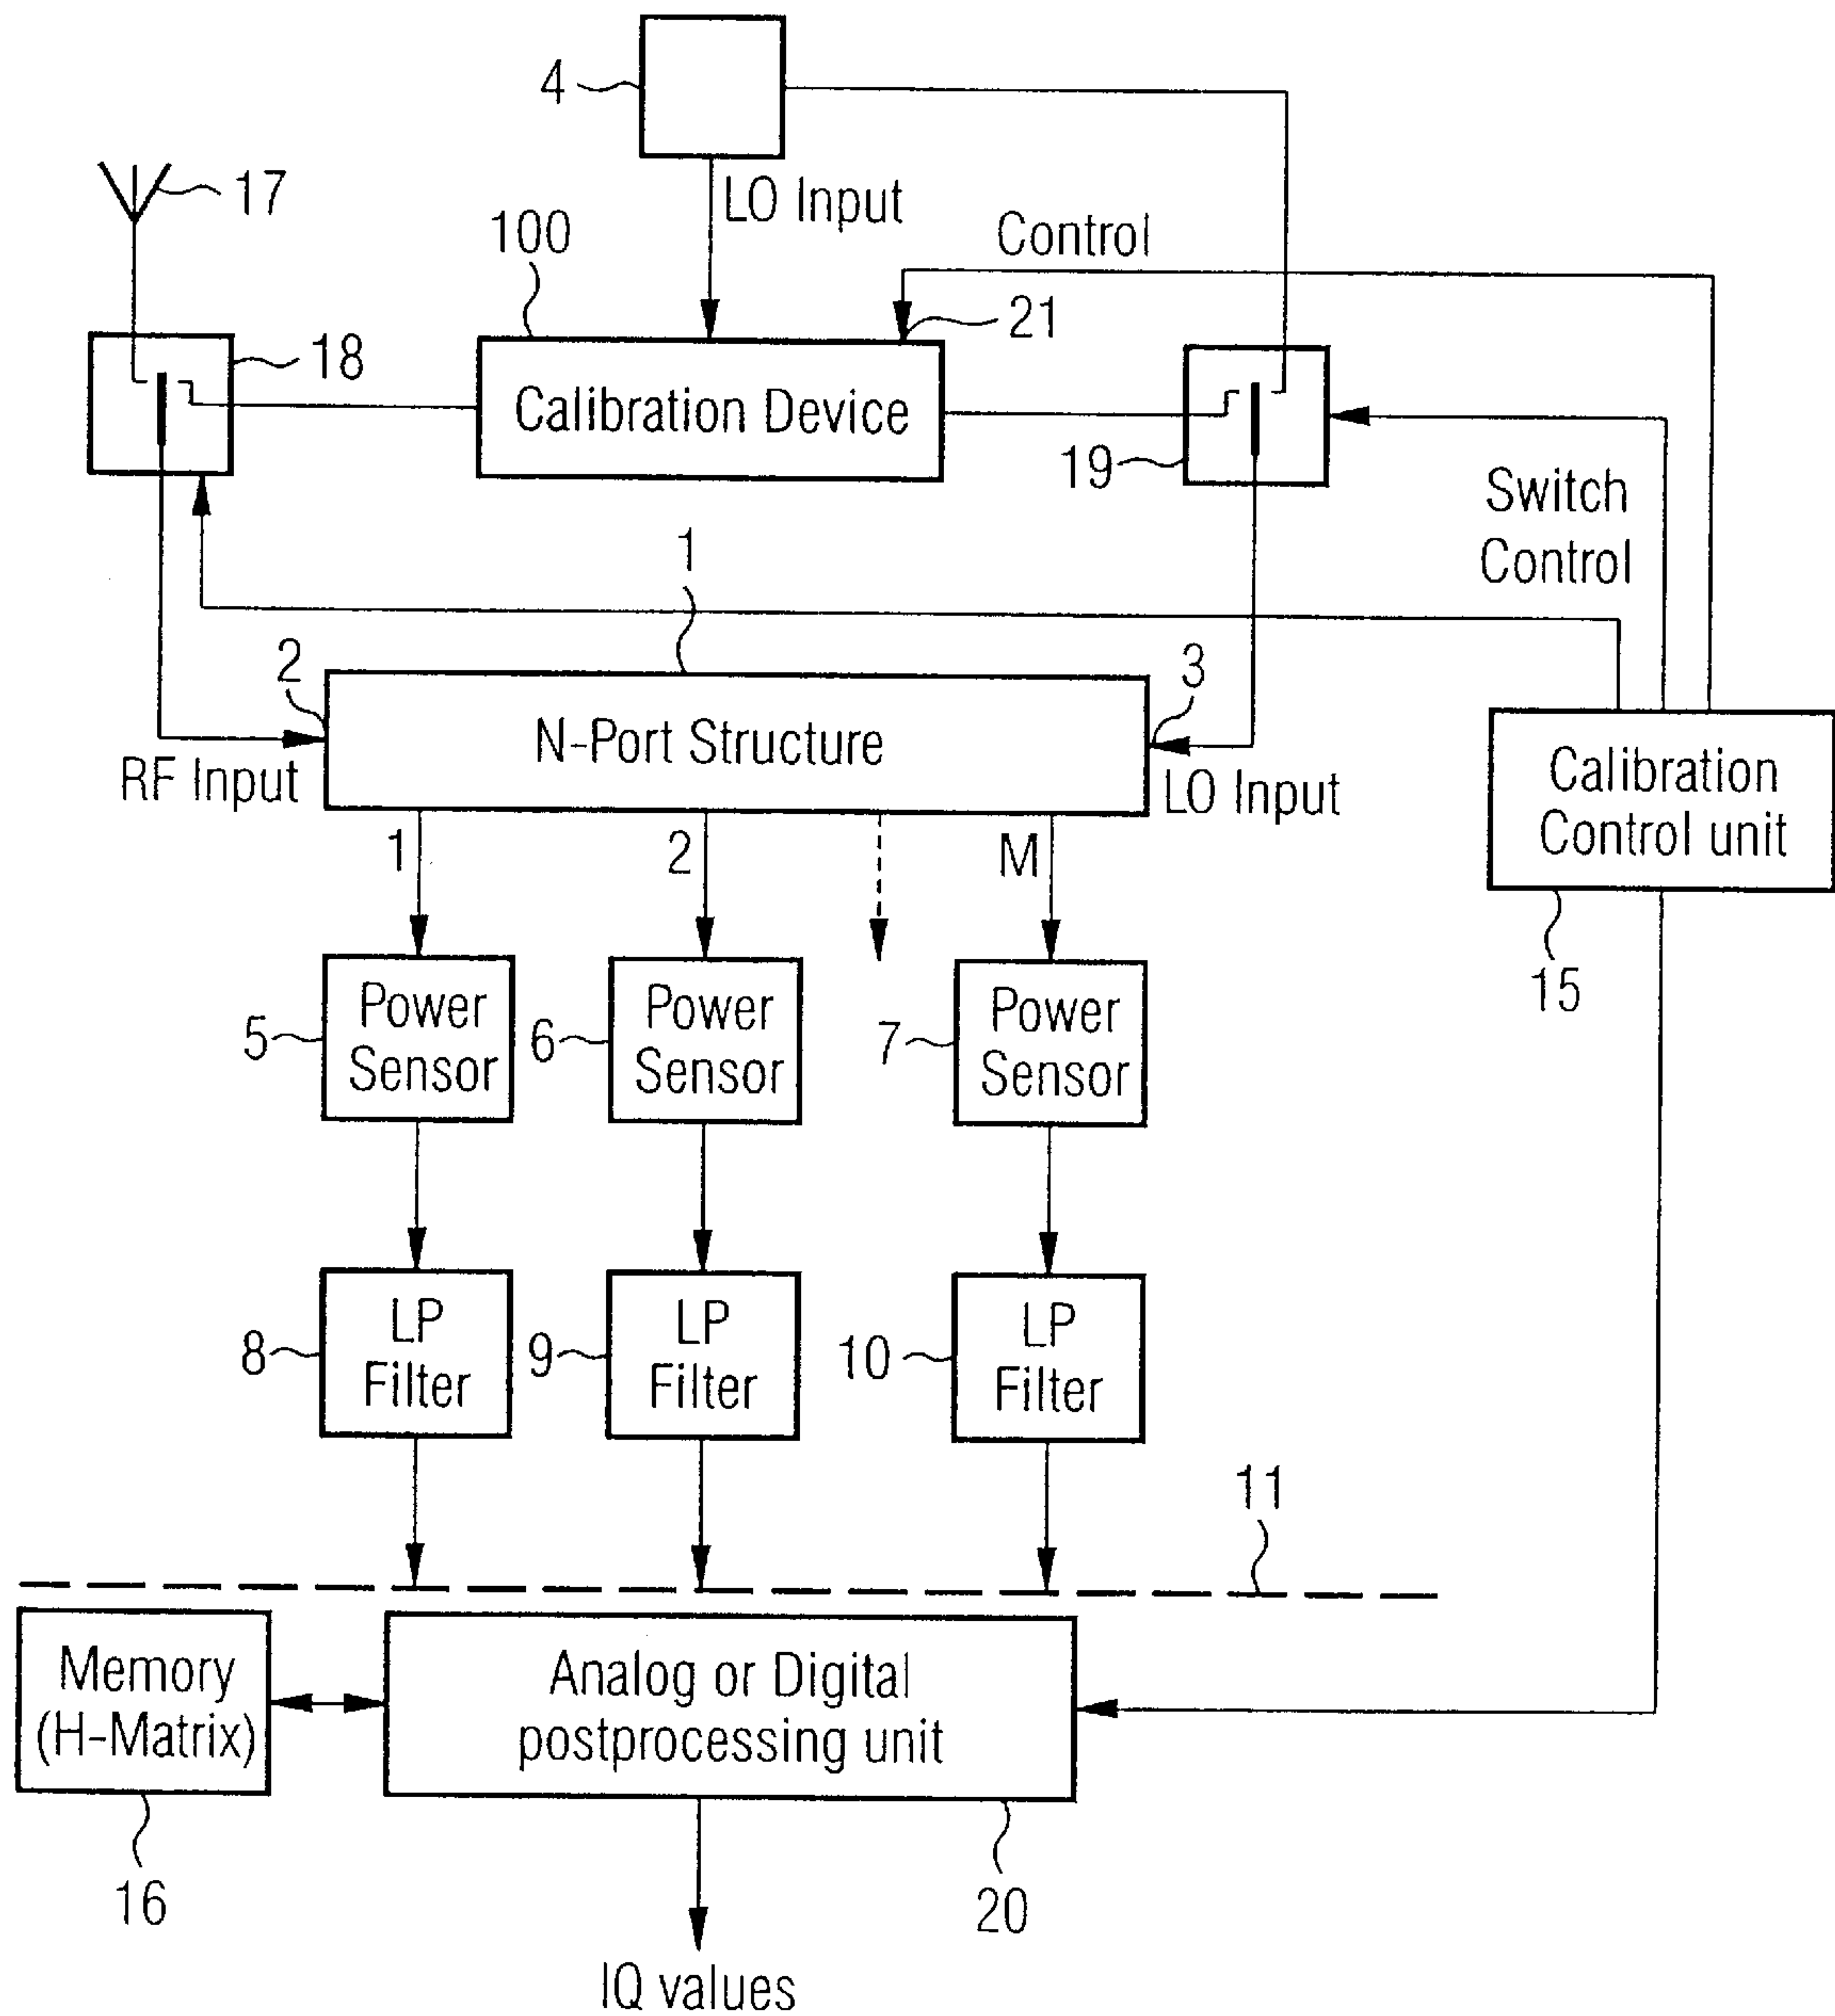 4
17
LO Input
100
Control
21
18
Calibration Device
19
Switch
Control
1
2
3
N-Port Structure
RF Input
LO Input
Calibration
Control unit
1
2
M
15
5
Power
Sensor
6
Power
Sensor
7
Power
Sensor
8
LP
Filter
9
LP
Filter
10
LP
Filter
11
Memory
(H-Matrix)
Analog or Digital
postprocessing unit
16
20
IQ values